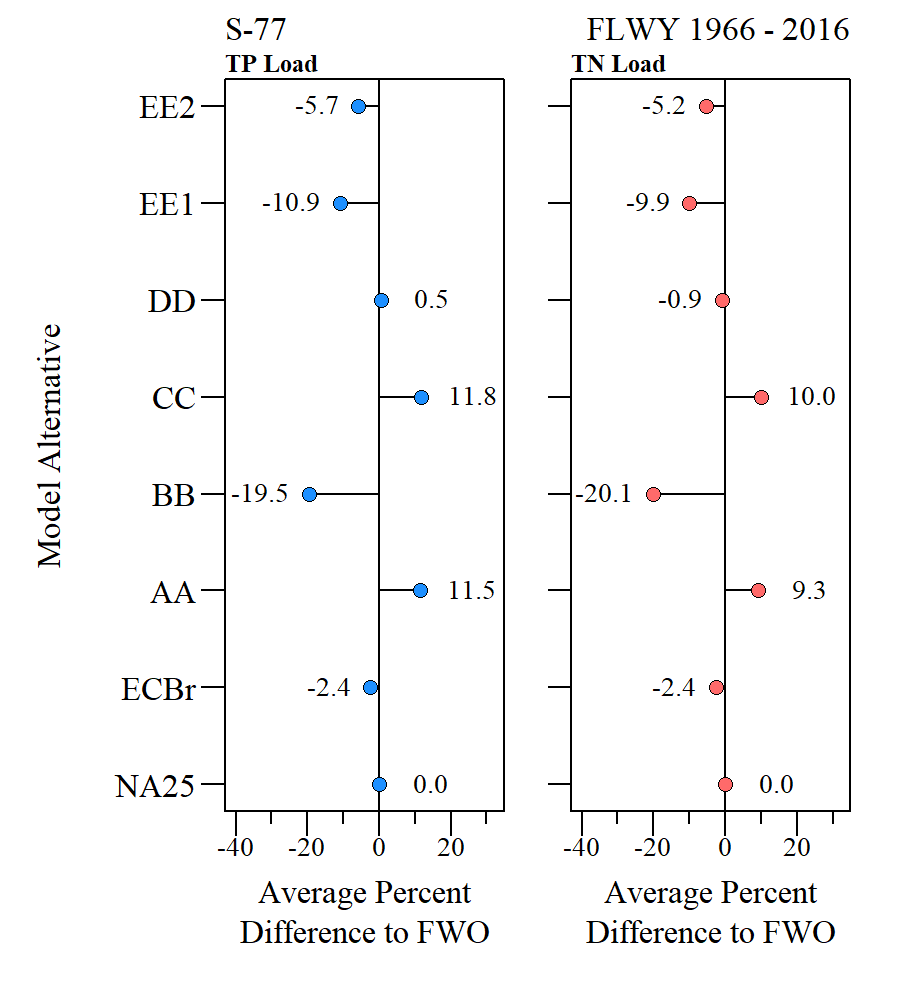 S-77 FLWY 1966 - 2016
TP Load TN Load
EE2 -5.7 -5.2
EE1 -10.9 -9.9
DD 0.5 -0.9
CC 11.8 10.0
BB -19.5 -20.1
AA 11.5 9.3
ECBr -2.4 -2.4
NA25 0.0 0.0
Model Alternative
-40 -20 0 20 -40 -20 0 20
Average Percent Average Percent
Difference to FWO Difference to FWO